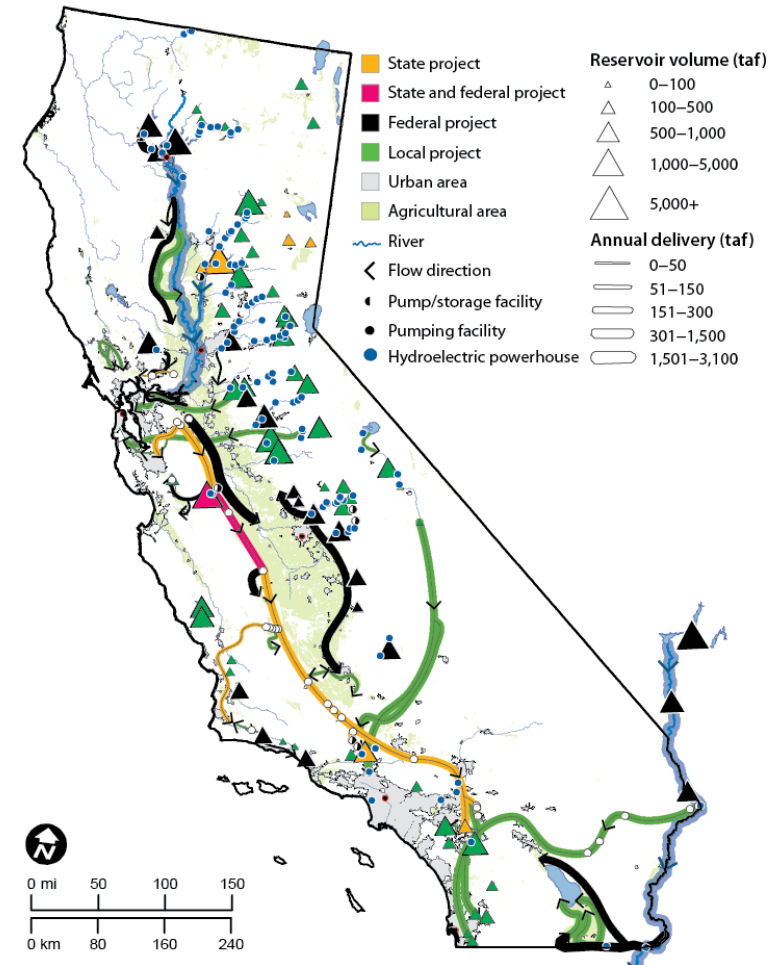 State project
State and federal project
Federal project
Local project
Urban area
Agricultural area
River
Flow direction
Pump/storage facility
Pumping facility
Hydroelectric powerhouse
Reservoir volume (taf)
0–100
100–500
500–1,000
1,000–5,000
5,000+
Annual delivery (taf)
0–50
51–150
151–300
301–1,500
1,501–3,100
N
0 mi 50 100 150
0 km 80 160 240